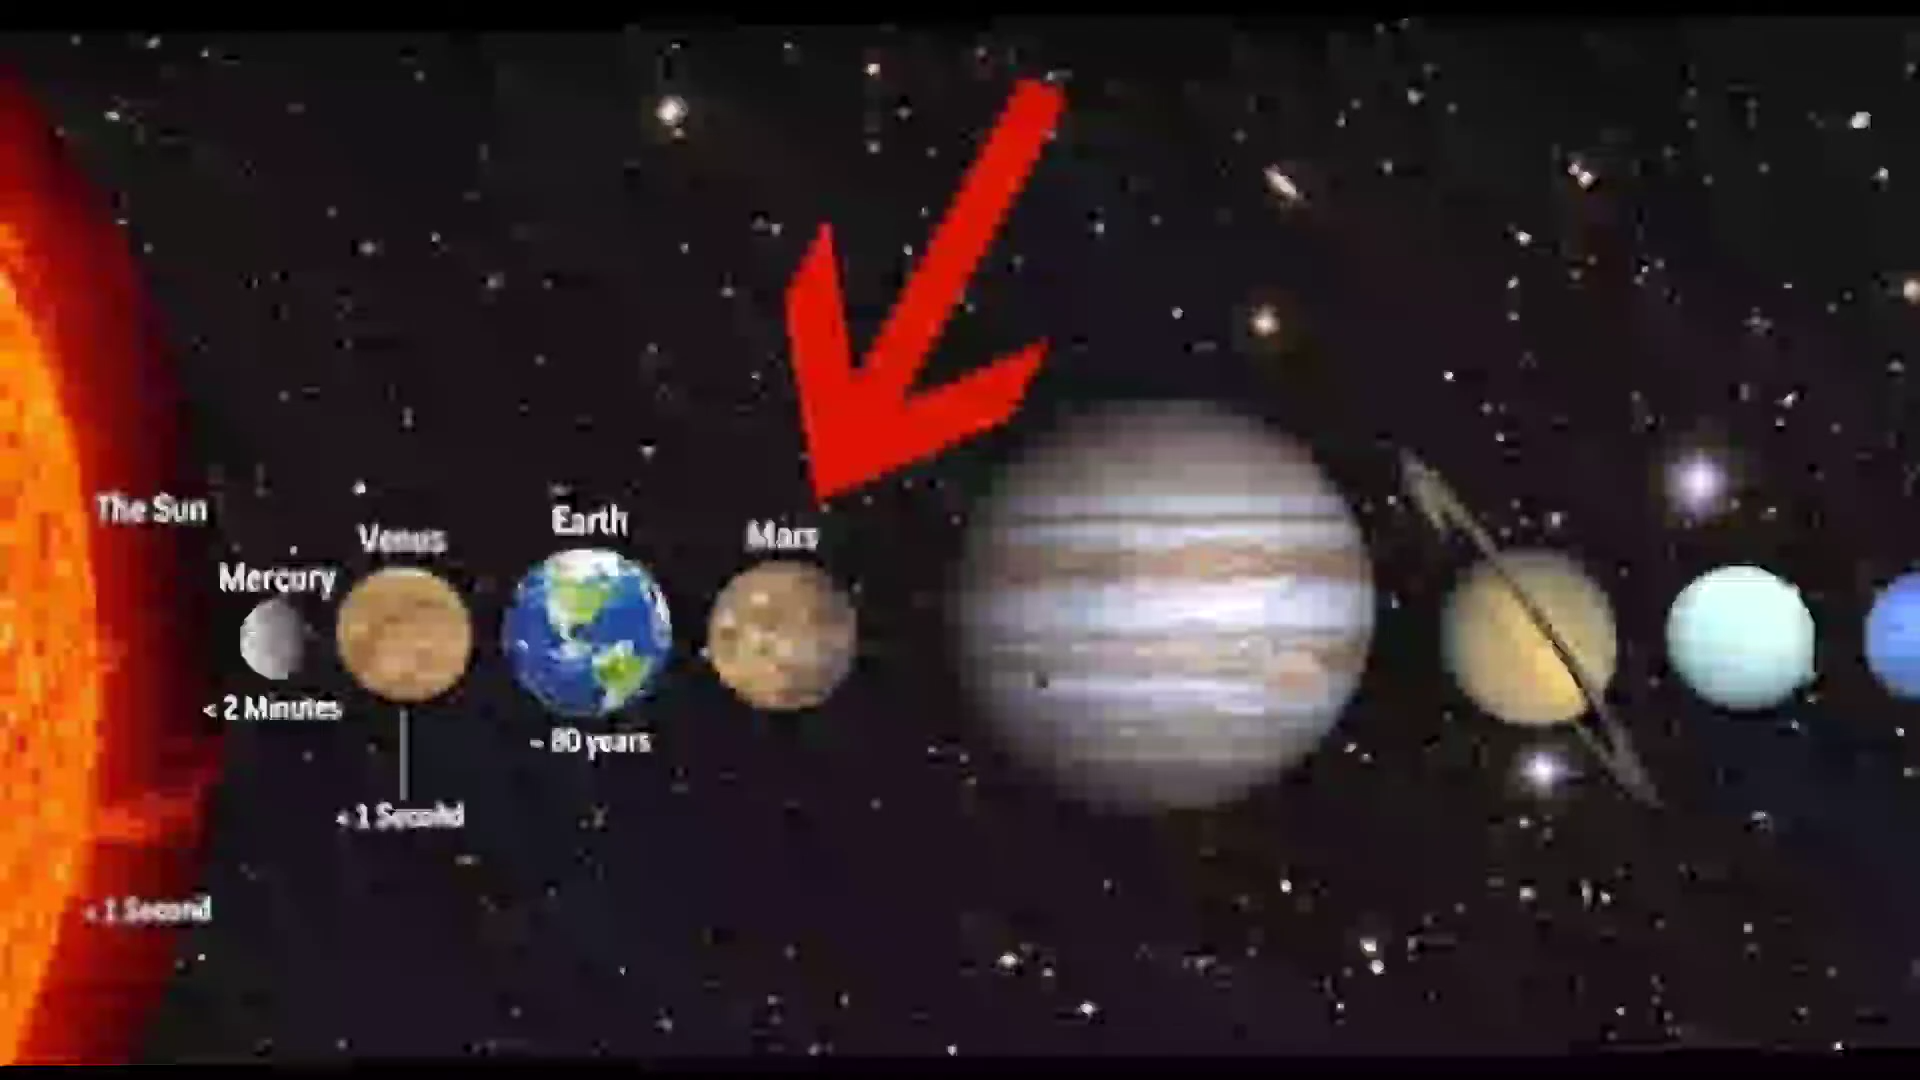 The Sun
< 1 Second
Mercury
< 2 Minutes
Venus
< 1 Second
Earth
~ 80 years
Mars